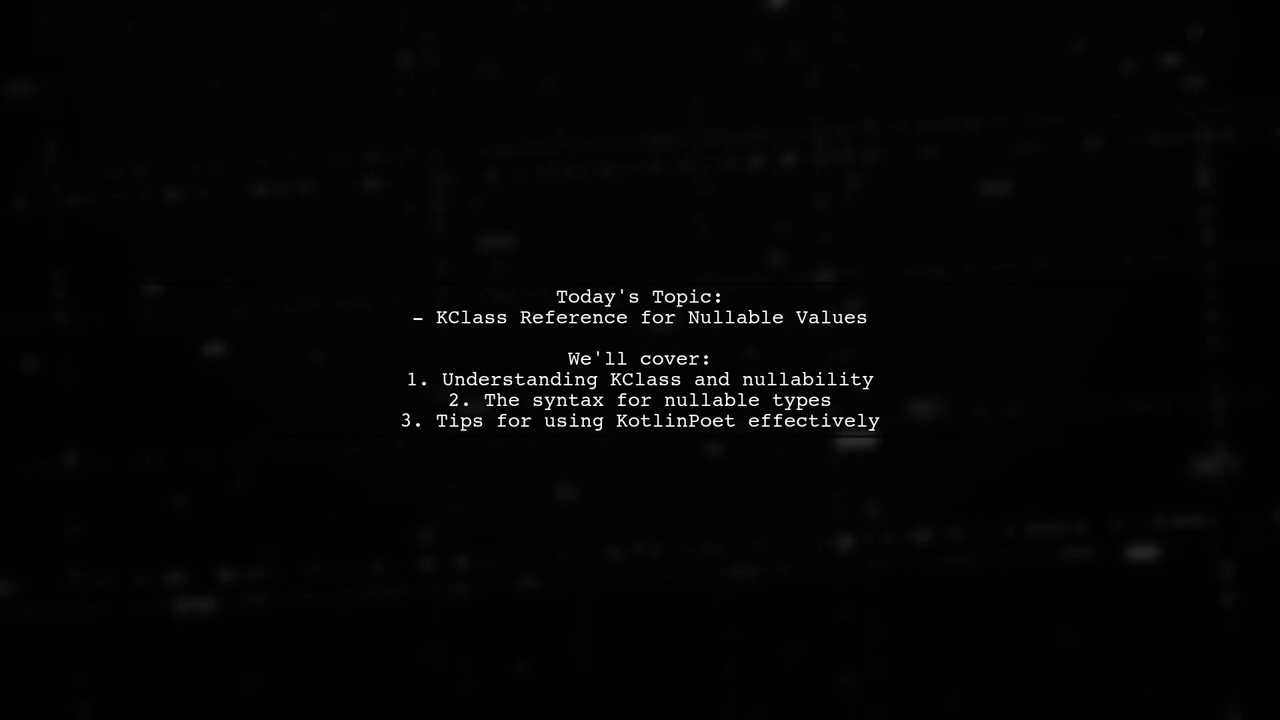 Today's Topic:
– KClass Reference for Nullable Values
We'll cover:
1. Understanding KClass and nullability
2. The syntax for nullable types
3. Tips for using KotlinPoet effectively